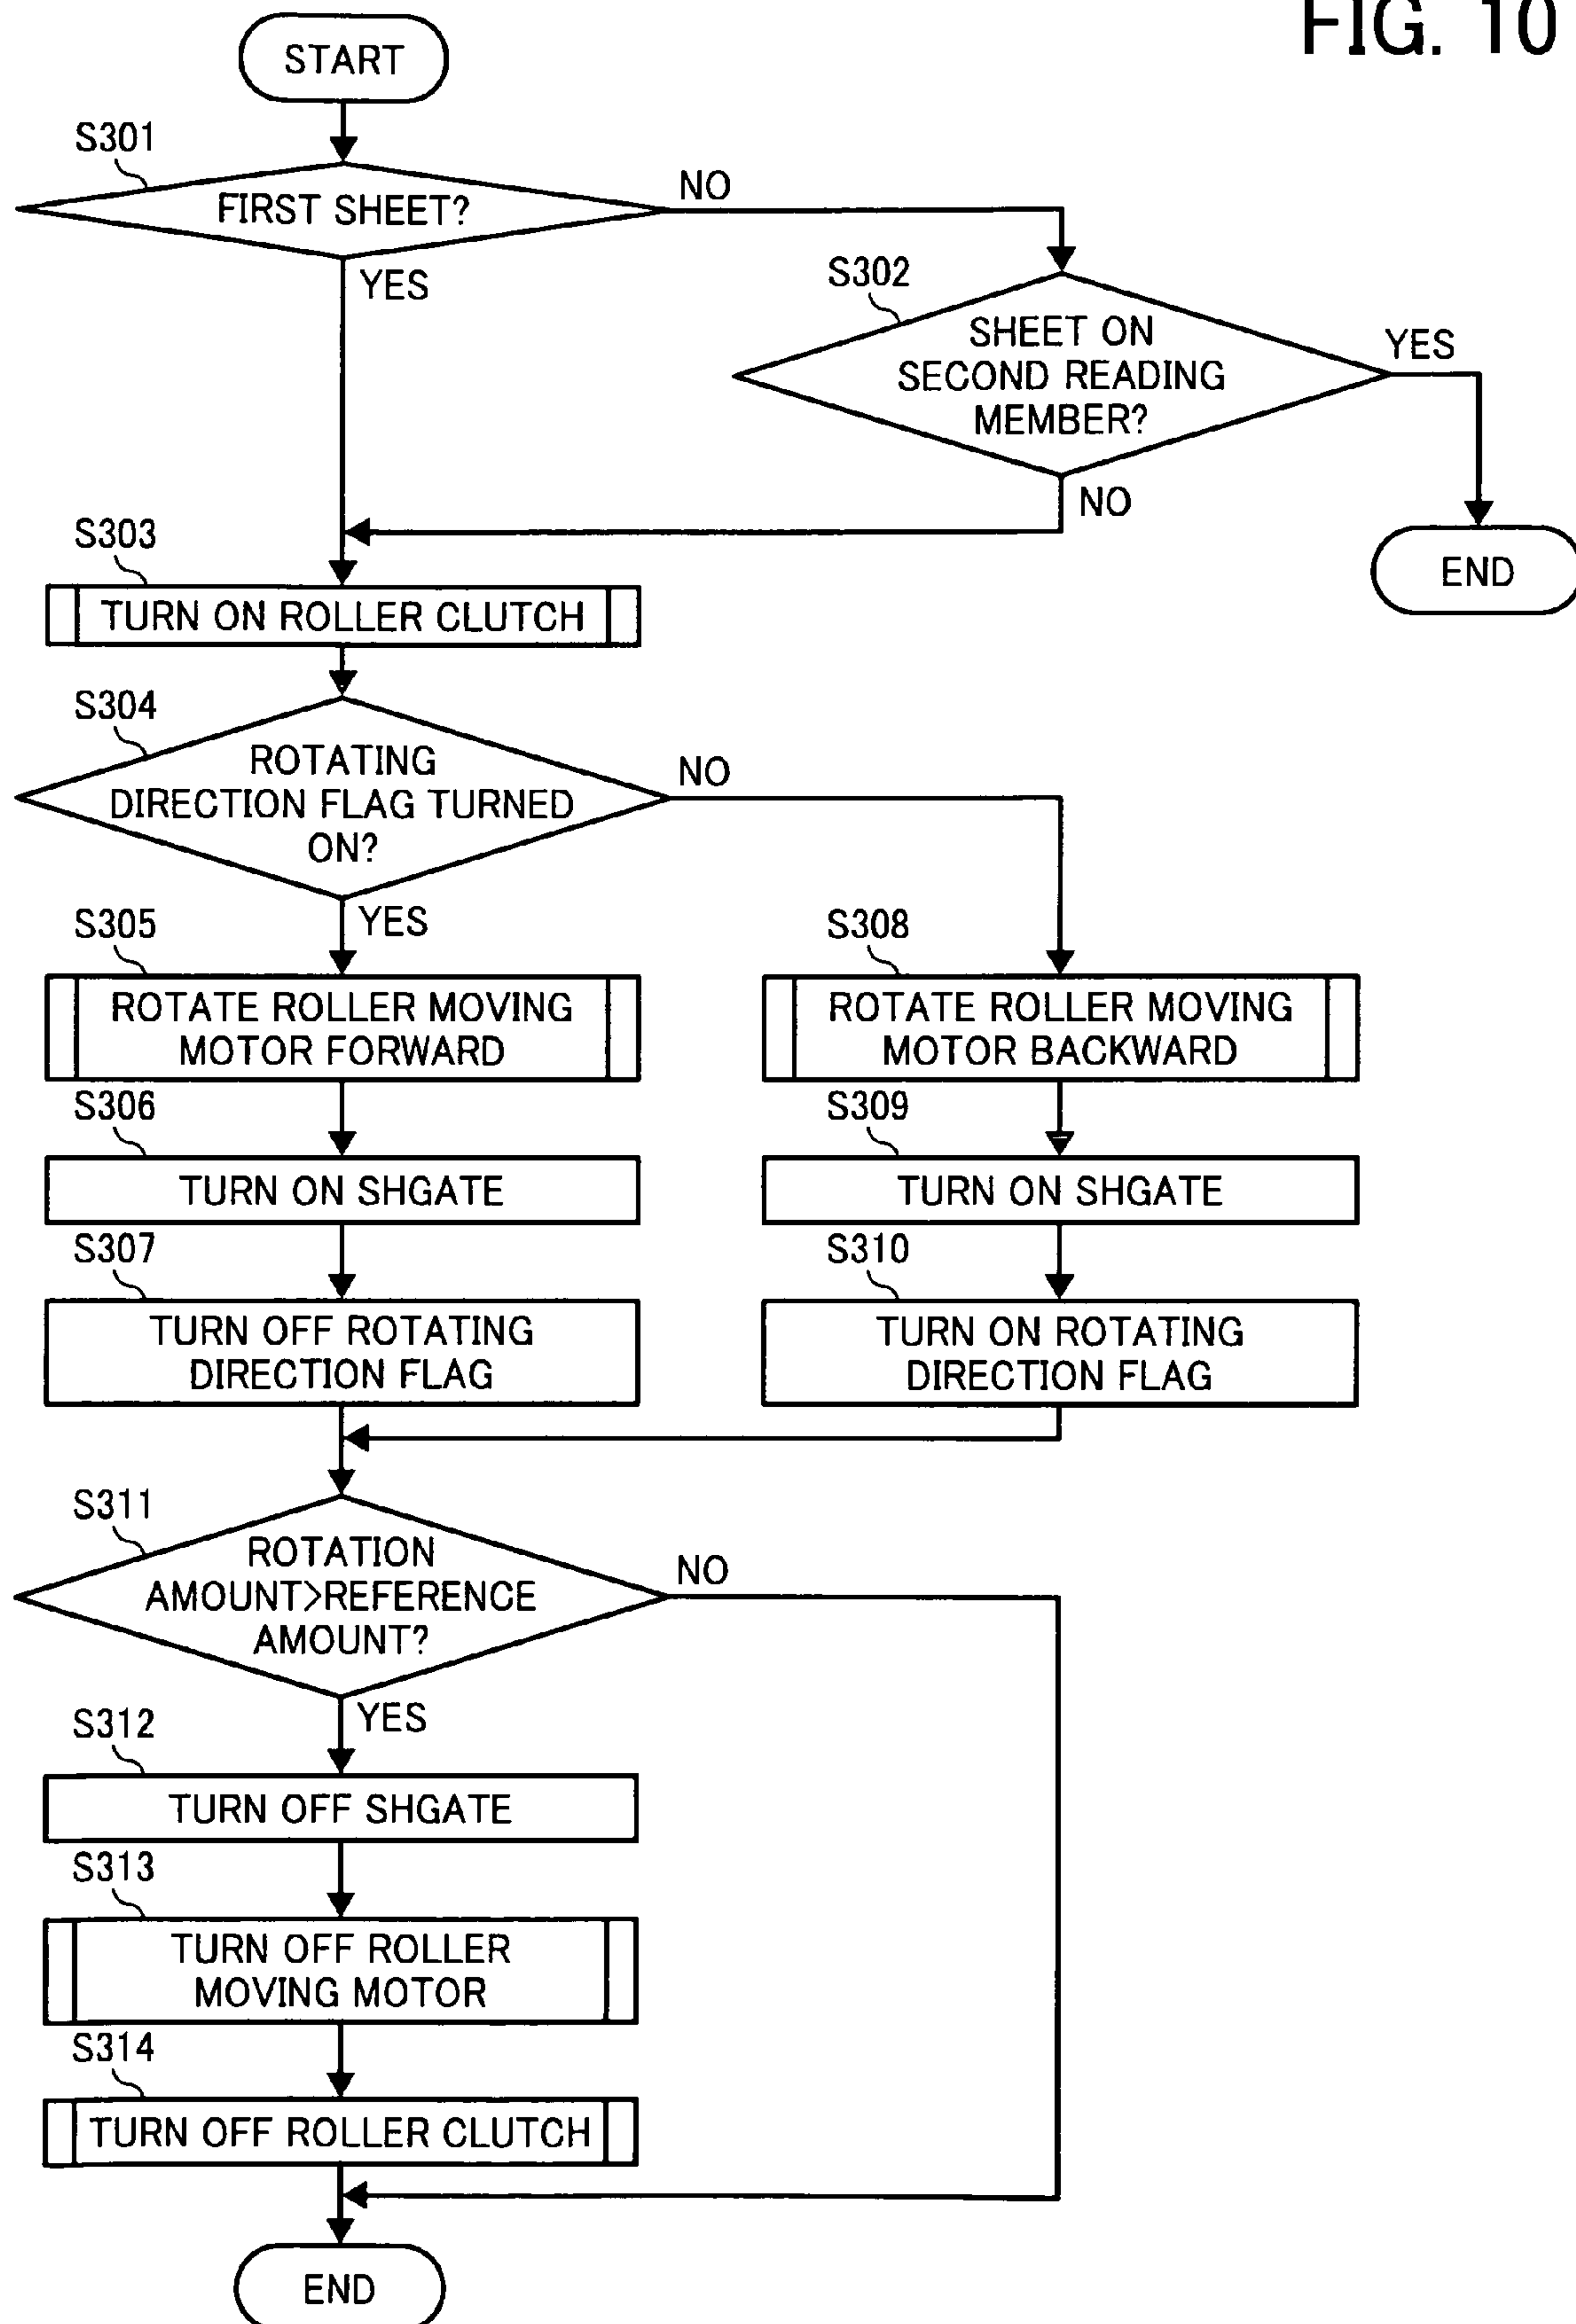 FIG. 10
START
S301
FIRST SHEET?
NO
YES
S302
SHEET ON
SECOND READING
MEMBER?
YES
NO
END
S303
TURN ON ROLLER CLUTCH
S304
ROTATING
DIRECTION FLAG TURNED
ON?
NO
YES
S305
ROTATE ROLLER MOVING
MOTOR FORWARD
S308
ROTATE ROLLER MOVING
MOTOR BACKWARD
S306
TURN ON SHGATE
S309
TURN ON SHGATE
S307
TURN OFF ROTATING
DIRECTION FLAG
S310
TURN ON ROTATING
DIRECTION FLAG
S311
ROTATION
AMOUNT>REFERENCE
AMOUNT?
NO
YES
S312
TURN OFF SHGATE
S313
TURN OFF ROLLER
MOVING MOTOR
S314
TURN OFF ROLLER CLUTCH
END